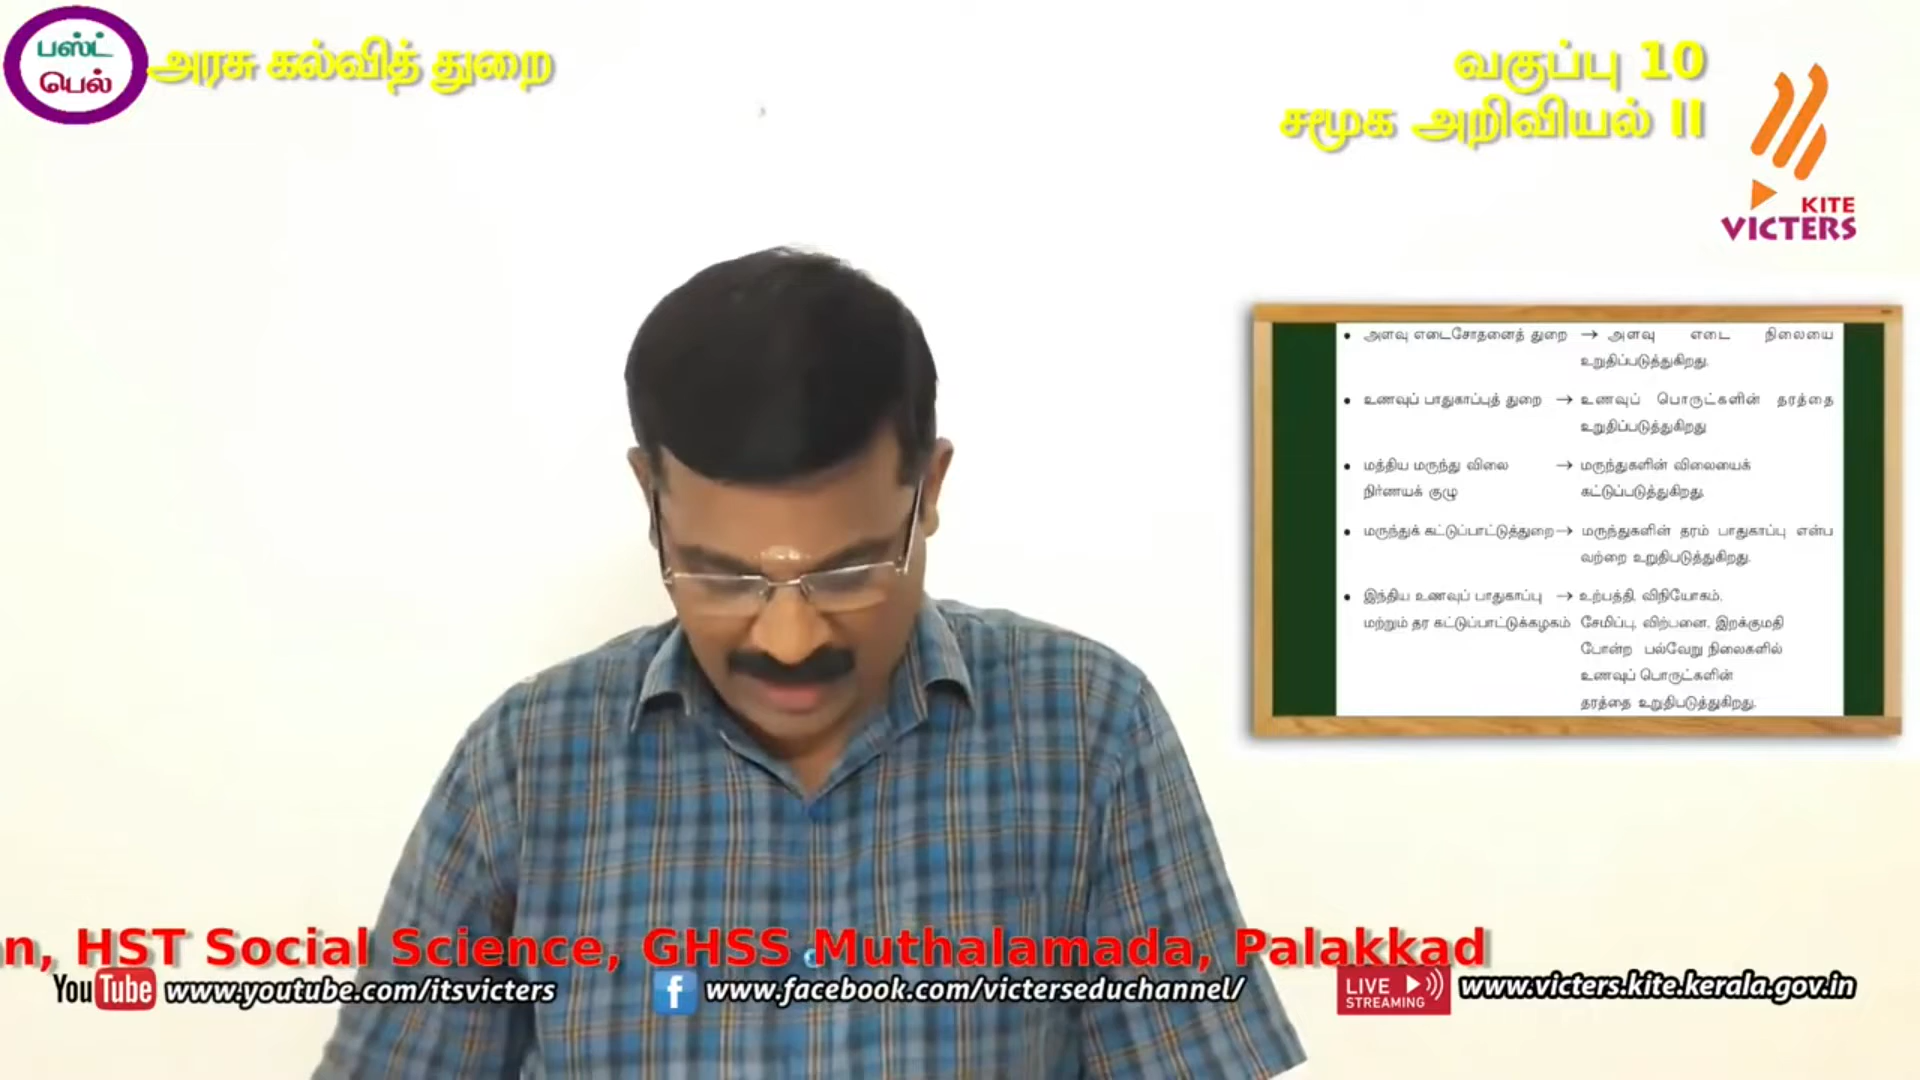 பஸ்ட்
பெல்
அரசு கல்வித் துறை
வகுப்பு 10
சமூக அறிவியல் II
KITE
VICTERS
• அளவு எடைசோதனைத் துறை → அளவு எடை நிலையை
உறுதிப்படுத்துகிறது.
• உணவுப் பாதுகாப்புத் துறை → உணவுப் பொருட்களின் தரத்தை
உறுதிப்படுத்துகிறது
• மத்திய மருந்து விலை → மருந்துகளின் விலையைக்
நிர்ணயக் குழு கட்டுப்படுத்துகிறது.
• மருந்துக் கட்டுப்பாட்டுத்துறை→ மருந்துகளின் தரம் பாதுகாப்பு என்ப
வற்றை உறுதிபடுத்துகிறது.
• இந்திய உணவுப் பாதுகாப்பு → உற்பத்தி, விநியோகம்,
மற்றும் தர கட்டுப்பாட்டுக்கழகம் சேமிப்பு, விற்பனை, இறக்குமதி
போன்ற பல்வேறு நிலைகளில்
உணவுப் பொருட்களின்
தரத்தை உறுதிபடுத்துகிறது.
n, HST Social Science, GHSS Muthalamada, Palakkad
YouTube www.youtube.com/itsvicters
f www.facebook.com/victerseduchannel/
LIVE STREAMING www.victers.kite.kerala.gov.in